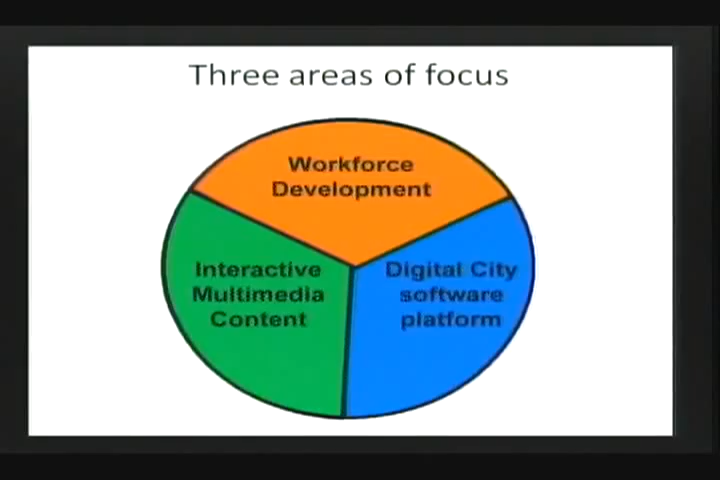 Three areas of focus
Workforce
Development
Interactive
Multimedia
Content
Digital City
software
platform